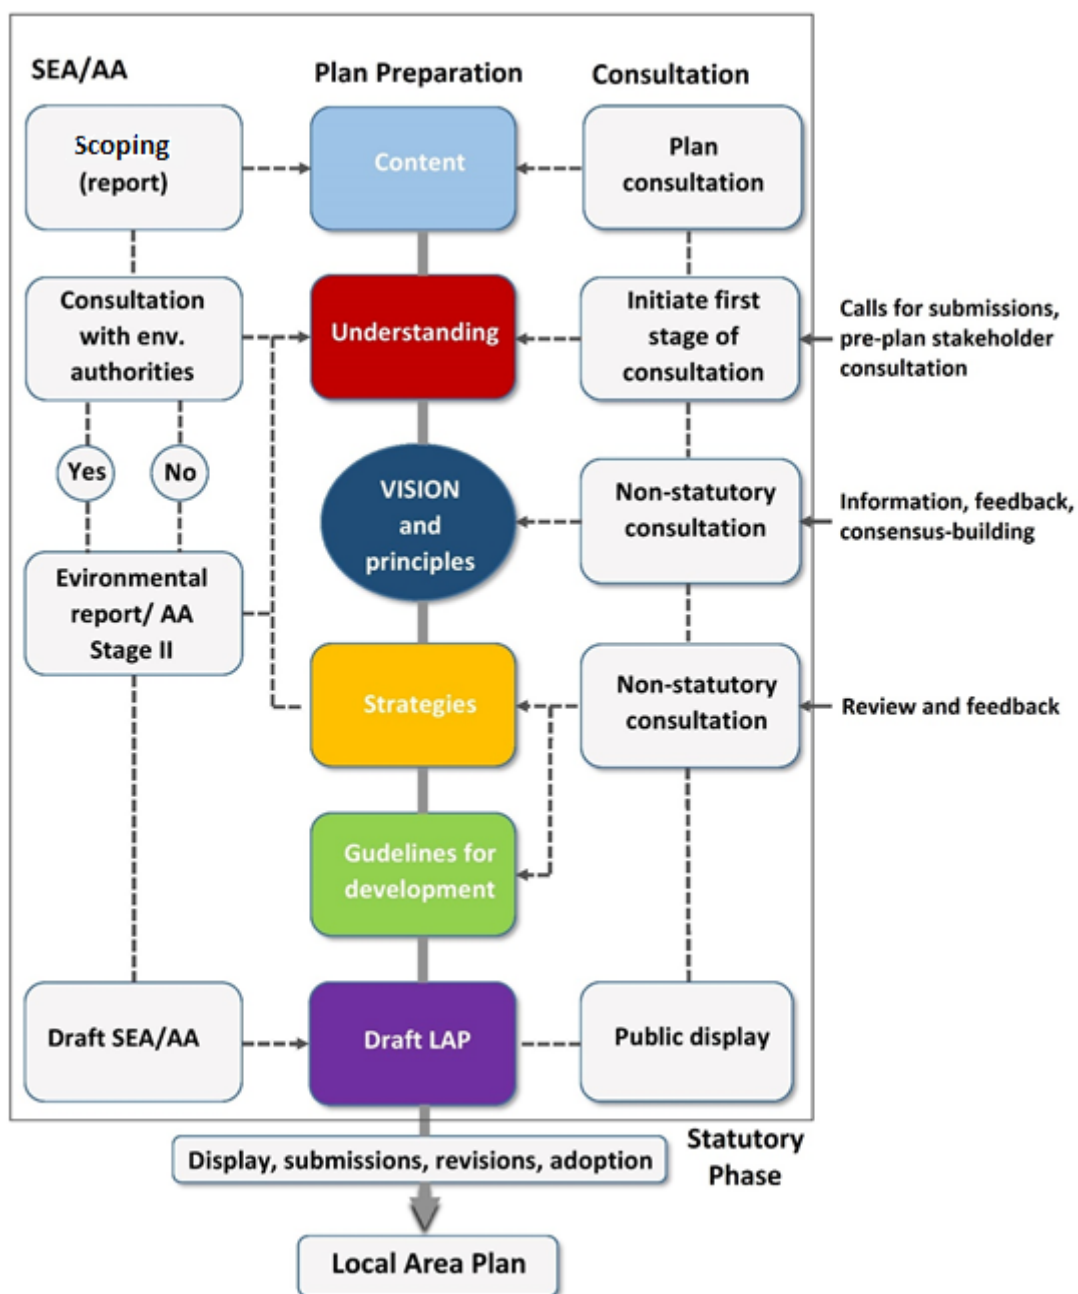 SEA/AA
Plan Preparation
Consultation
Scoping
(report)
Content
Plan
consultation
Consultation
with env.
authorities
Understanding
Initiate first
stage of
consultation
Calls for submissions,
pre-plan stakeholder
consultation
Yes
No
VISION
and
principles
Non-statutory
consultation
Information, feedback,
consensus-building
Evironmental
report/ AA
Stage II
Strategies
Non-statutory
consultation
Review and feedback
Gudelines for
development
Draft SEA/AA
Draft LAP
Public display
Display, submissions, revisions, adoption
Statutory
Phase
Local Area Plan